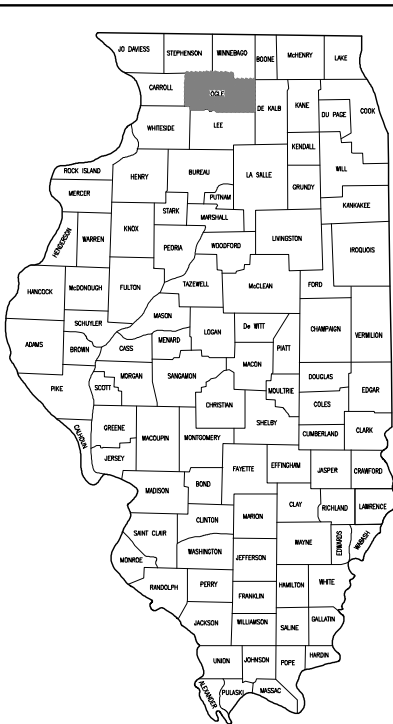 JO DAVIESS
STEPHENSON
WINNEBAGO
BOONE
McHENRY
LAKE
CARROLL
OGLE
DE KALB
KANE
COOK
DU PAGE
WHITESIDE
LEE
KENDALL
WILL
ROCK ISLAND
HENRY
BUREAU
LA SALLE
GRUNDY
MERCER
PUTNAM
KANKAKEE
STARK
MARSHALL
HENDERSON
WARREN
KNOX
PEORIA
WOODFORD
LIVINGSTON
IROQUOIS
HANCOCK
McDONOUGH
FULTON
TAZEWELL
McCLEAN
FORD
MASON
SCHUYLER
LOGAN
De WITT
CHAMPAIGN
VERMILION
ADAMS
BROWN
CASS
MENARD
PIATT
MACON
MORGAN
SANGAMON
DOUGLAS
PIKE
SCOTT
MOULTRIE
EDGAR
CHRISTIAN
COLES
SHELBY
GREENE
CUMBERLAND
CLARK
CALHOUN
MACOUPIN
MONTGOMERY
JERSEY
FAYETTE
EFFINGHAM
JASPER
CRAWFORD
MADISON
BOND
CLAY
RICHLAND
LAWRENCE
MARION
CLINTON
SAINT CLAIR
WAYNE
EDWARDS
WABASH
WASHINGTON
JEFFERSON
MONROE
RANDOLPH
PERRY
HAMILTON
WHITE
FRANKLIN
JACKSON
WILLIAMSON
SALINE
GALLATIN
UNION
JOHNSON
POPE
HARDIN
ALEXANDER
PULASKI
MASSAC